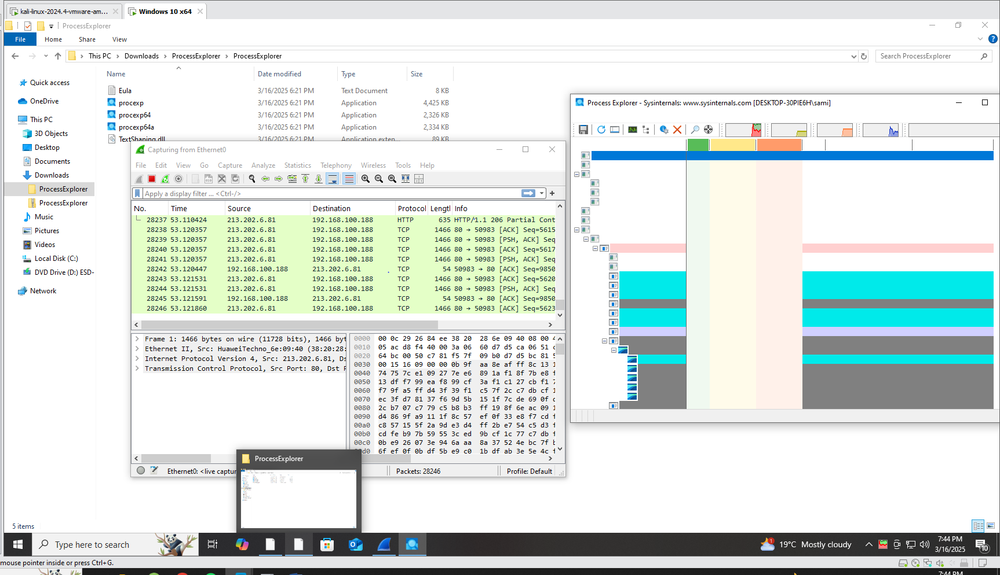 kali-linux-2024.4-vmware-am...
Windows 10 x64
ProcessExplorer
File Home Share View
This PC > Downloads > ProcessExplorer > ProcessExplorer
Search ProcessExplorer
Name Date modified Type Size
Quick access
OneDrive
This PC
3D Objects
Desktop
Documents
Downloads
ProcessExplorer
ProcessExplorer
Music
Pictures
Videos
Local Disk (C:)
DVD Drive (D:) ESD-
Network
Eula 3/16/2025 6:21 PM Text Document 8 KB
procexp 3/16/2025 6:21 PM Application 4,425 KB
procexp64 3/16/2025 6:21 PM Application 2,326 KB
procexp64a 3/16/2025 6:21 PM Application 2,334 KB
TextShaping.dll 3/16/2025 6:21 PM Application exten... 89 KB
Capturing from Ethernet0
File Edit View Go Capture Analyze Statistics Telephony Wireless Tools Help
Apply a display filter ... <Ctrl-/>
No. Time Source Destination Protocol Lengtl Info
28237 53.110424 213.202.6.81 192.168.100.188 HTTP 635 HTTP/1.1 206 Partial Cont
28238 53.120357 213.202.6.81 192.168.100.188 TCP 1466 80 → 50983 [ACK] Seq=5615
28239 53.120357 213.202.6.81 192.168.100.188 TCP 1466 80 → 50983 [PSH, ACK] Seq
28240 53.120357 213.202.6.81 192.168.100.188 TCP 1466 80 → 50983 [ACK] Seq=5617
28241 53.120357 213.202.6.81 192.168.100.188 TCP 1466 80 → 50983 [PSH, ACK] Seq
28242 53.120447 192.168.100.188 213.202.6.81 TCP 54 50983 → 80 [ACK] Seq=9850
28243 53.121531 213.202.6.81 192.168.100.188 TCP 1466 80 → 50983 [ACK] Seq=5620
28244 53.121531 213.202.6.81 192.168.100.188 TCP 1466 80 → 50983 [PSH, ACK] Seq
28245 53.121591 192.168.100.188 213.202.6.81 TCP 54 50983 → 80 [ACK] Seq=9850
28246 53.121860 213.202.6.81 192.168.100.188 TCP 1466 80 → 50983 [ACK] Seq=5623
Frame 1: 1466 bytes on wire (11728 bits), 1466 byt
Ethernet II, Src: HuaweiTechno_6e:09:40 (38:20:28:
Internet Protocol Version 4, Src: 213.202.6.81, Ds
Transmission Control Protocol, Src Port: 80, Dst P
0000 00 0c 29 26 84 ee 38 20 28 6e 09 40 08 00 4
0010 05 ac d8 f4 40 00 3a 06 60 d7 d5 ca 06 51 c
0020 64 bc 00 50 c7 81 f5 7f 09 b0 d7 d5 bc 81 5
0030 00 15 16 09 00 00 0b 9f aa 8e af ff 8c 13 1
0040 74 75 7c e1 09 27 7e e6 89 1a f1 8f 7b e8 f
0050 13 df f7 99 ea f8 99 cf 3a f1 c1 27 cb f1 7
0060 f7 9f a5 ff d4 3f 39 f1 c5 7f 2c c7 db cf 1
0070 ec 3f d7 81 37 f6 9d 5b 15 1f 7c de 69 0f c
0080 2c b7 07 c7 79 c5 b8 b3 ff 19 8f 6e ac 09 1
0090 d4 86 9f a9 11 1f 8c 57 ef 0f 33 e8 f7 cd f
00a0 c8 57 15 5f 2a 9d e3 d4 ff 2b e7 54 c5 d3 f
00b0 cd fe b9 7b 59 55 3c ed 9b cf 1c 77 c7 db f
00c0 0b e9 26 07 3e 94 6a aa 8a 37 52 4e bc 7f b
00d0 6f ef 0f 0b df 5b e9 c0 1b df ab 3e 5e 4c f
Ethernet0: <live captur
Packets: 28246
Profile: Default
Process Explorer - Sysinternals: www.sysinternals.com [DESKTOP-30PIE6H\sami]
ProcessExplorer
5 items
Type here to search
1
19°C Mostly cloudy
7:44 PM
3/16/2025
10
mouse pointer inside or press Ctrl+G.
7:44 PM